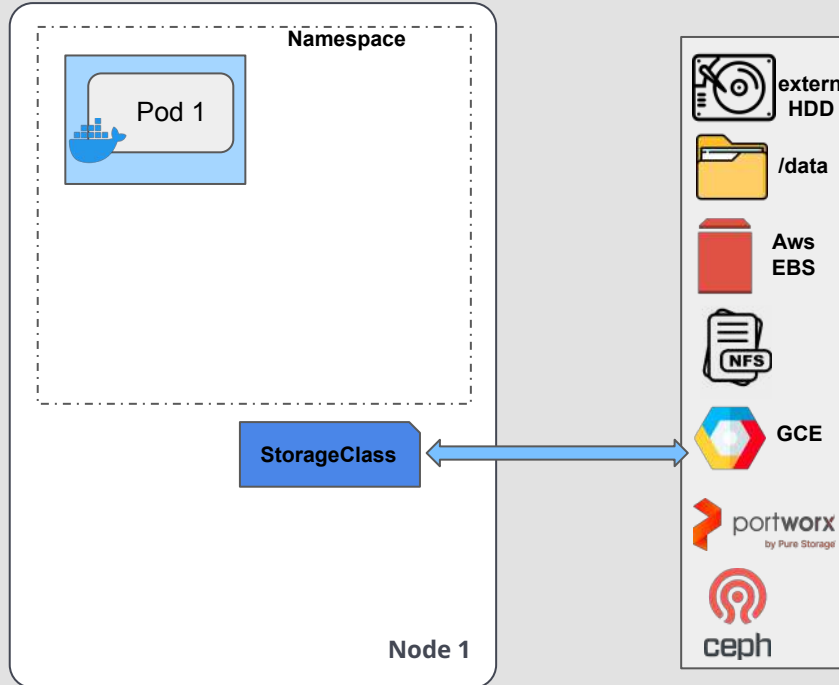 Namespace
Pod 1
extern
HDD
/data
Aws
EBS
NFS
StorageClass
GCE
portworx
by Pure Storage
ceph
Node 1